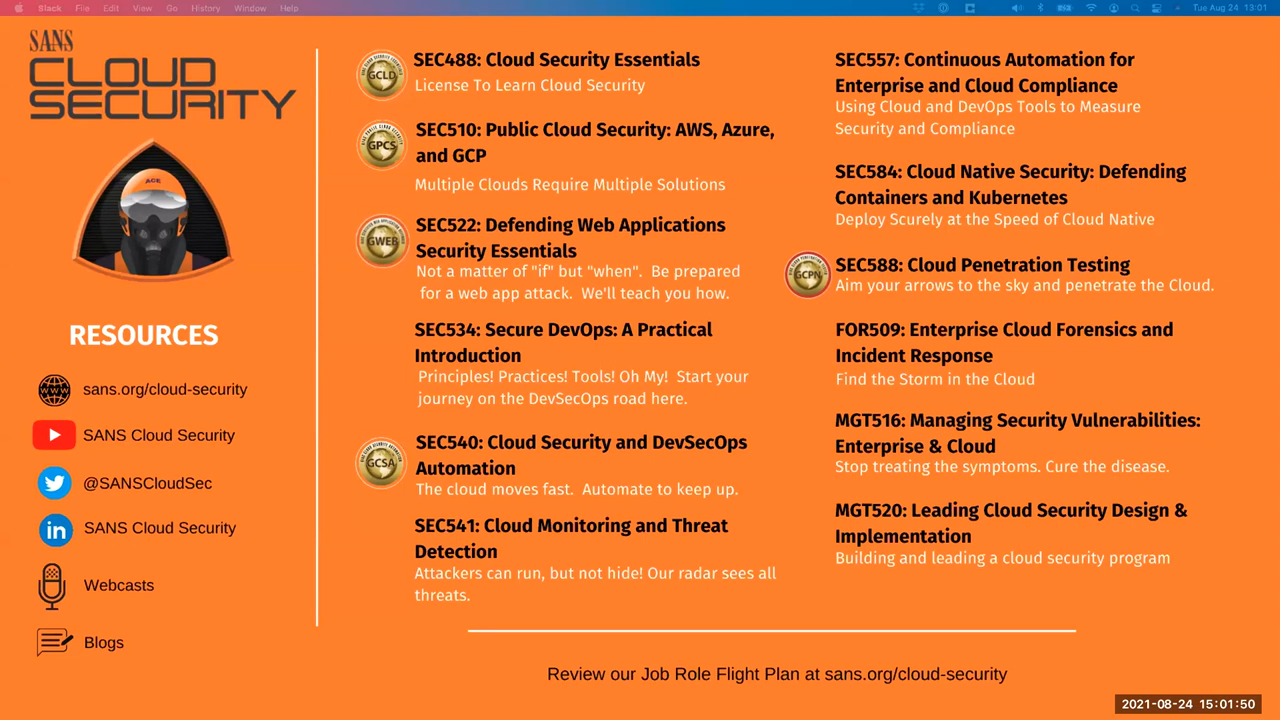 Slack File Edit View Go History Window Help
Tue Aug 24 13:01
SANS
CLOUD
SECURITY
ACE
RESOURCES
sans.org/cloud-security
SANS Cloud Security
@SANSCloudSec
SANS Cloud Security
Webcasts
Blogs
GCLD
SEC488: Cloud Security Essentials
License To Learn Cloud Security
GPCS
SEC510: Public Cloud Security: AWS, Azure,
and GCP
Multiple Clouds Require Multiple Solutions
GWEB
SEC522: Defending Web Applications
Security Essentials
Not a matter of "if" but "when". Be prepared
for a web app attack. We'll teach you how.
SEC534: Secure DevOps: A Practical
Introduction
Principles! Practices! Tools! Oh My! Start your
journey on the DevSecOps road here.
GCSA
SEC540: Cloud Security and DevSecOps
Automation
The cloud moves fast. Automate to keep up.
SEC541: Cloud Monitoring and Threat
Detection
Attackers can run, but not hide! Our radar sees all
threats.
SEC557: Continuous Automation for
Enterprise and Cloud Compliance
Using Cloud and DevOps Tools to Measure
Security and Compliance
SEC584: Cloud Native Security: Defending
Containers and Kubernetes
Deploy Scurely at the Speed of Cloud Native
GCPN
SEC588: Cloud Penetration Testing
Aim your arrows to the sky and penetrate the Cloud.
FOR509: Enterprise Cloud Forensics and
Incident Response
Find the Storm in the Cloud
MGT516: Managing Security Vulnerabilities:
Enterprise & Cloud
Stop treating the symptoms. Cure the disease.
MGT520: Leading Cloud Security Design &
Implementation
Building and leading a cloud security program
Review our Job Role Flight Plan at sans.org/cloud-security
2021-08-24 15:01:50